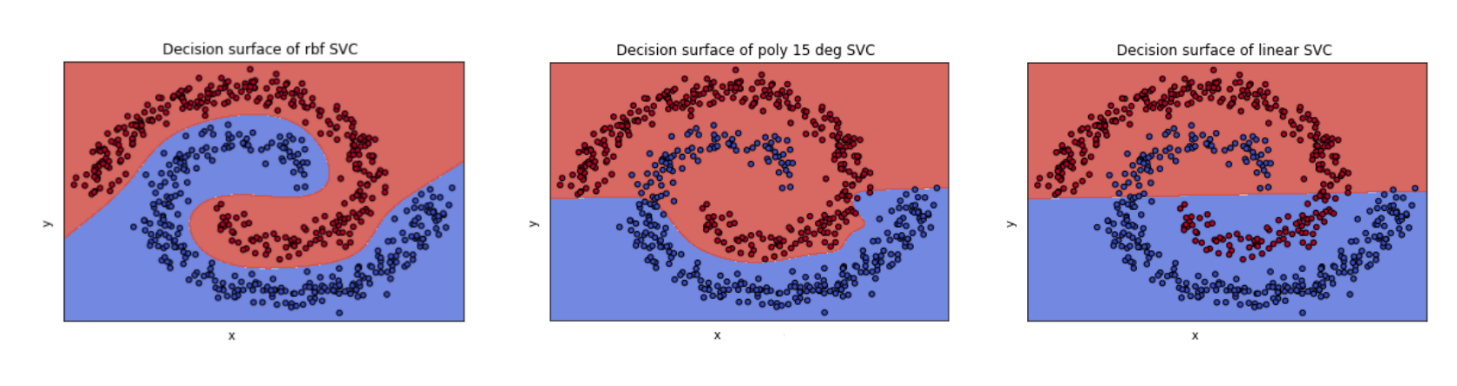 Decision surface of rbf SVC
y
x
Decision surface of poly 15 deg SVC
y
x
Decision surface of linear SVC
y
x